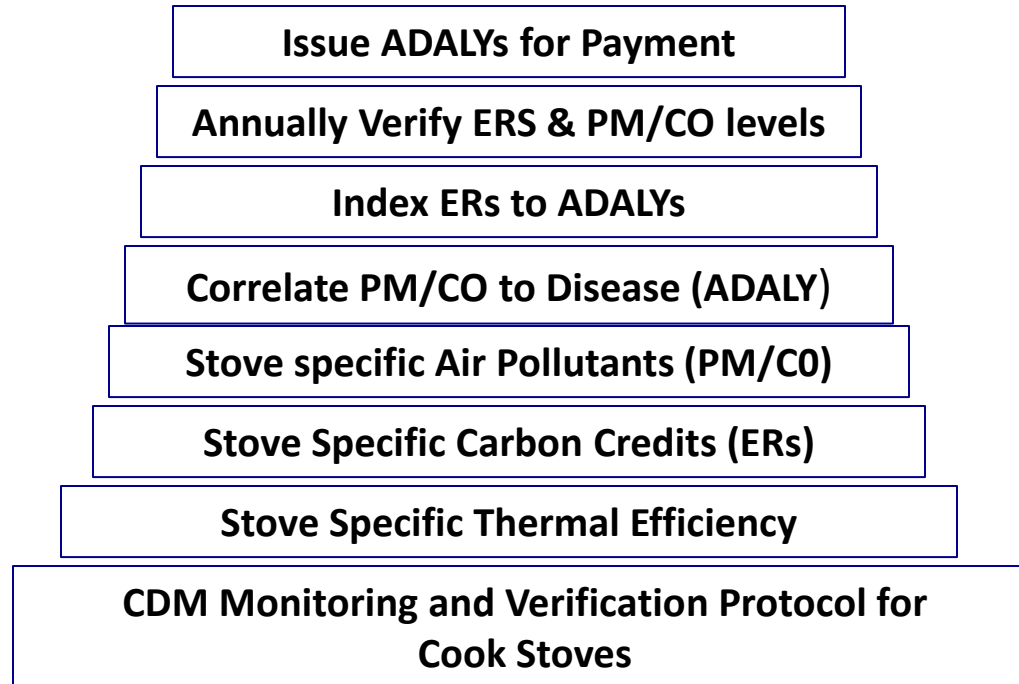 Issue ADALYs for Payment
Annually Verify ERS & PM/CO levels
Index ERs to ADALYs
Correlate PM/CO to Disease (ADALY)
Stove specific Air Pollutants (PM/C0)
Stove Specific Carbon Credits (ERs)
Stove Specific Thermal Efficiency
CDM Monitoring and Verification Protocol for
Cook Stoves